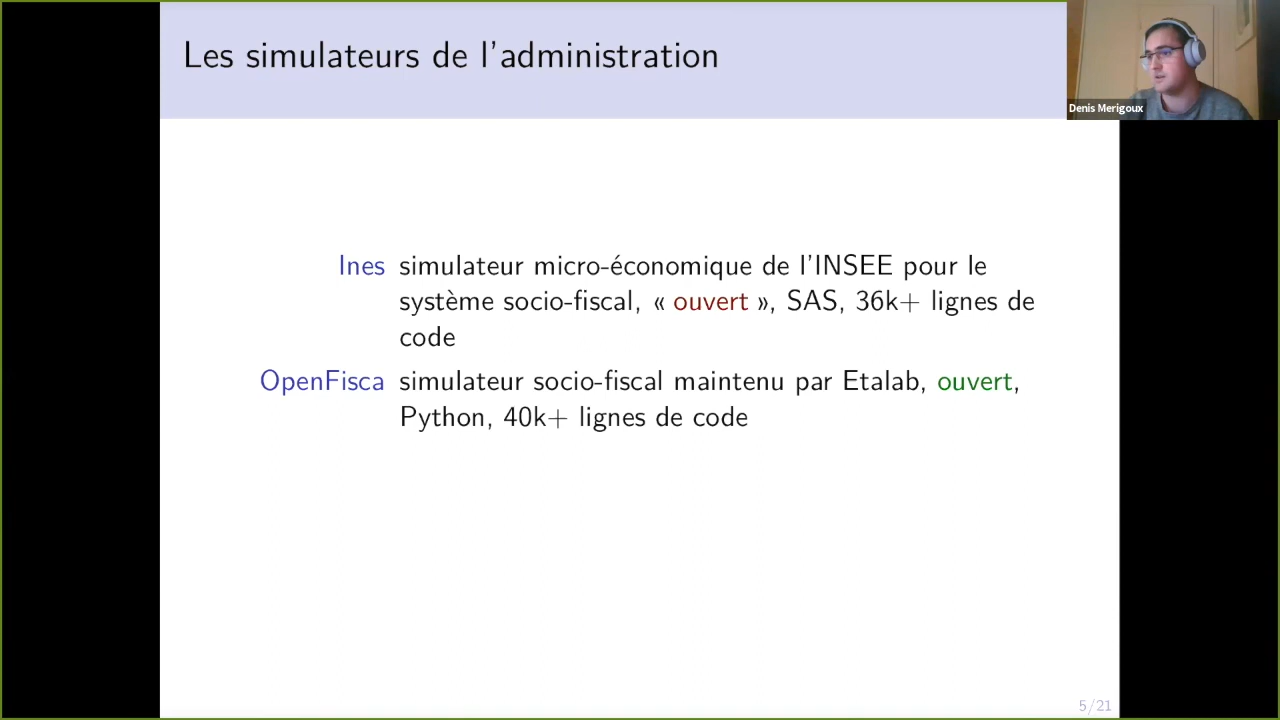 Les simulateurs de l'administration
Denis Merigoux
Ines simulateur micro-économique de l'INSEE pour le
système socio-fiscal, « ouvert », SAS, 36k+ lignes de
code
OpenFisca simulateur socio-fiscal maintenu par Etalab, ouvert,
Python, 40k+ lignes de code
5/21